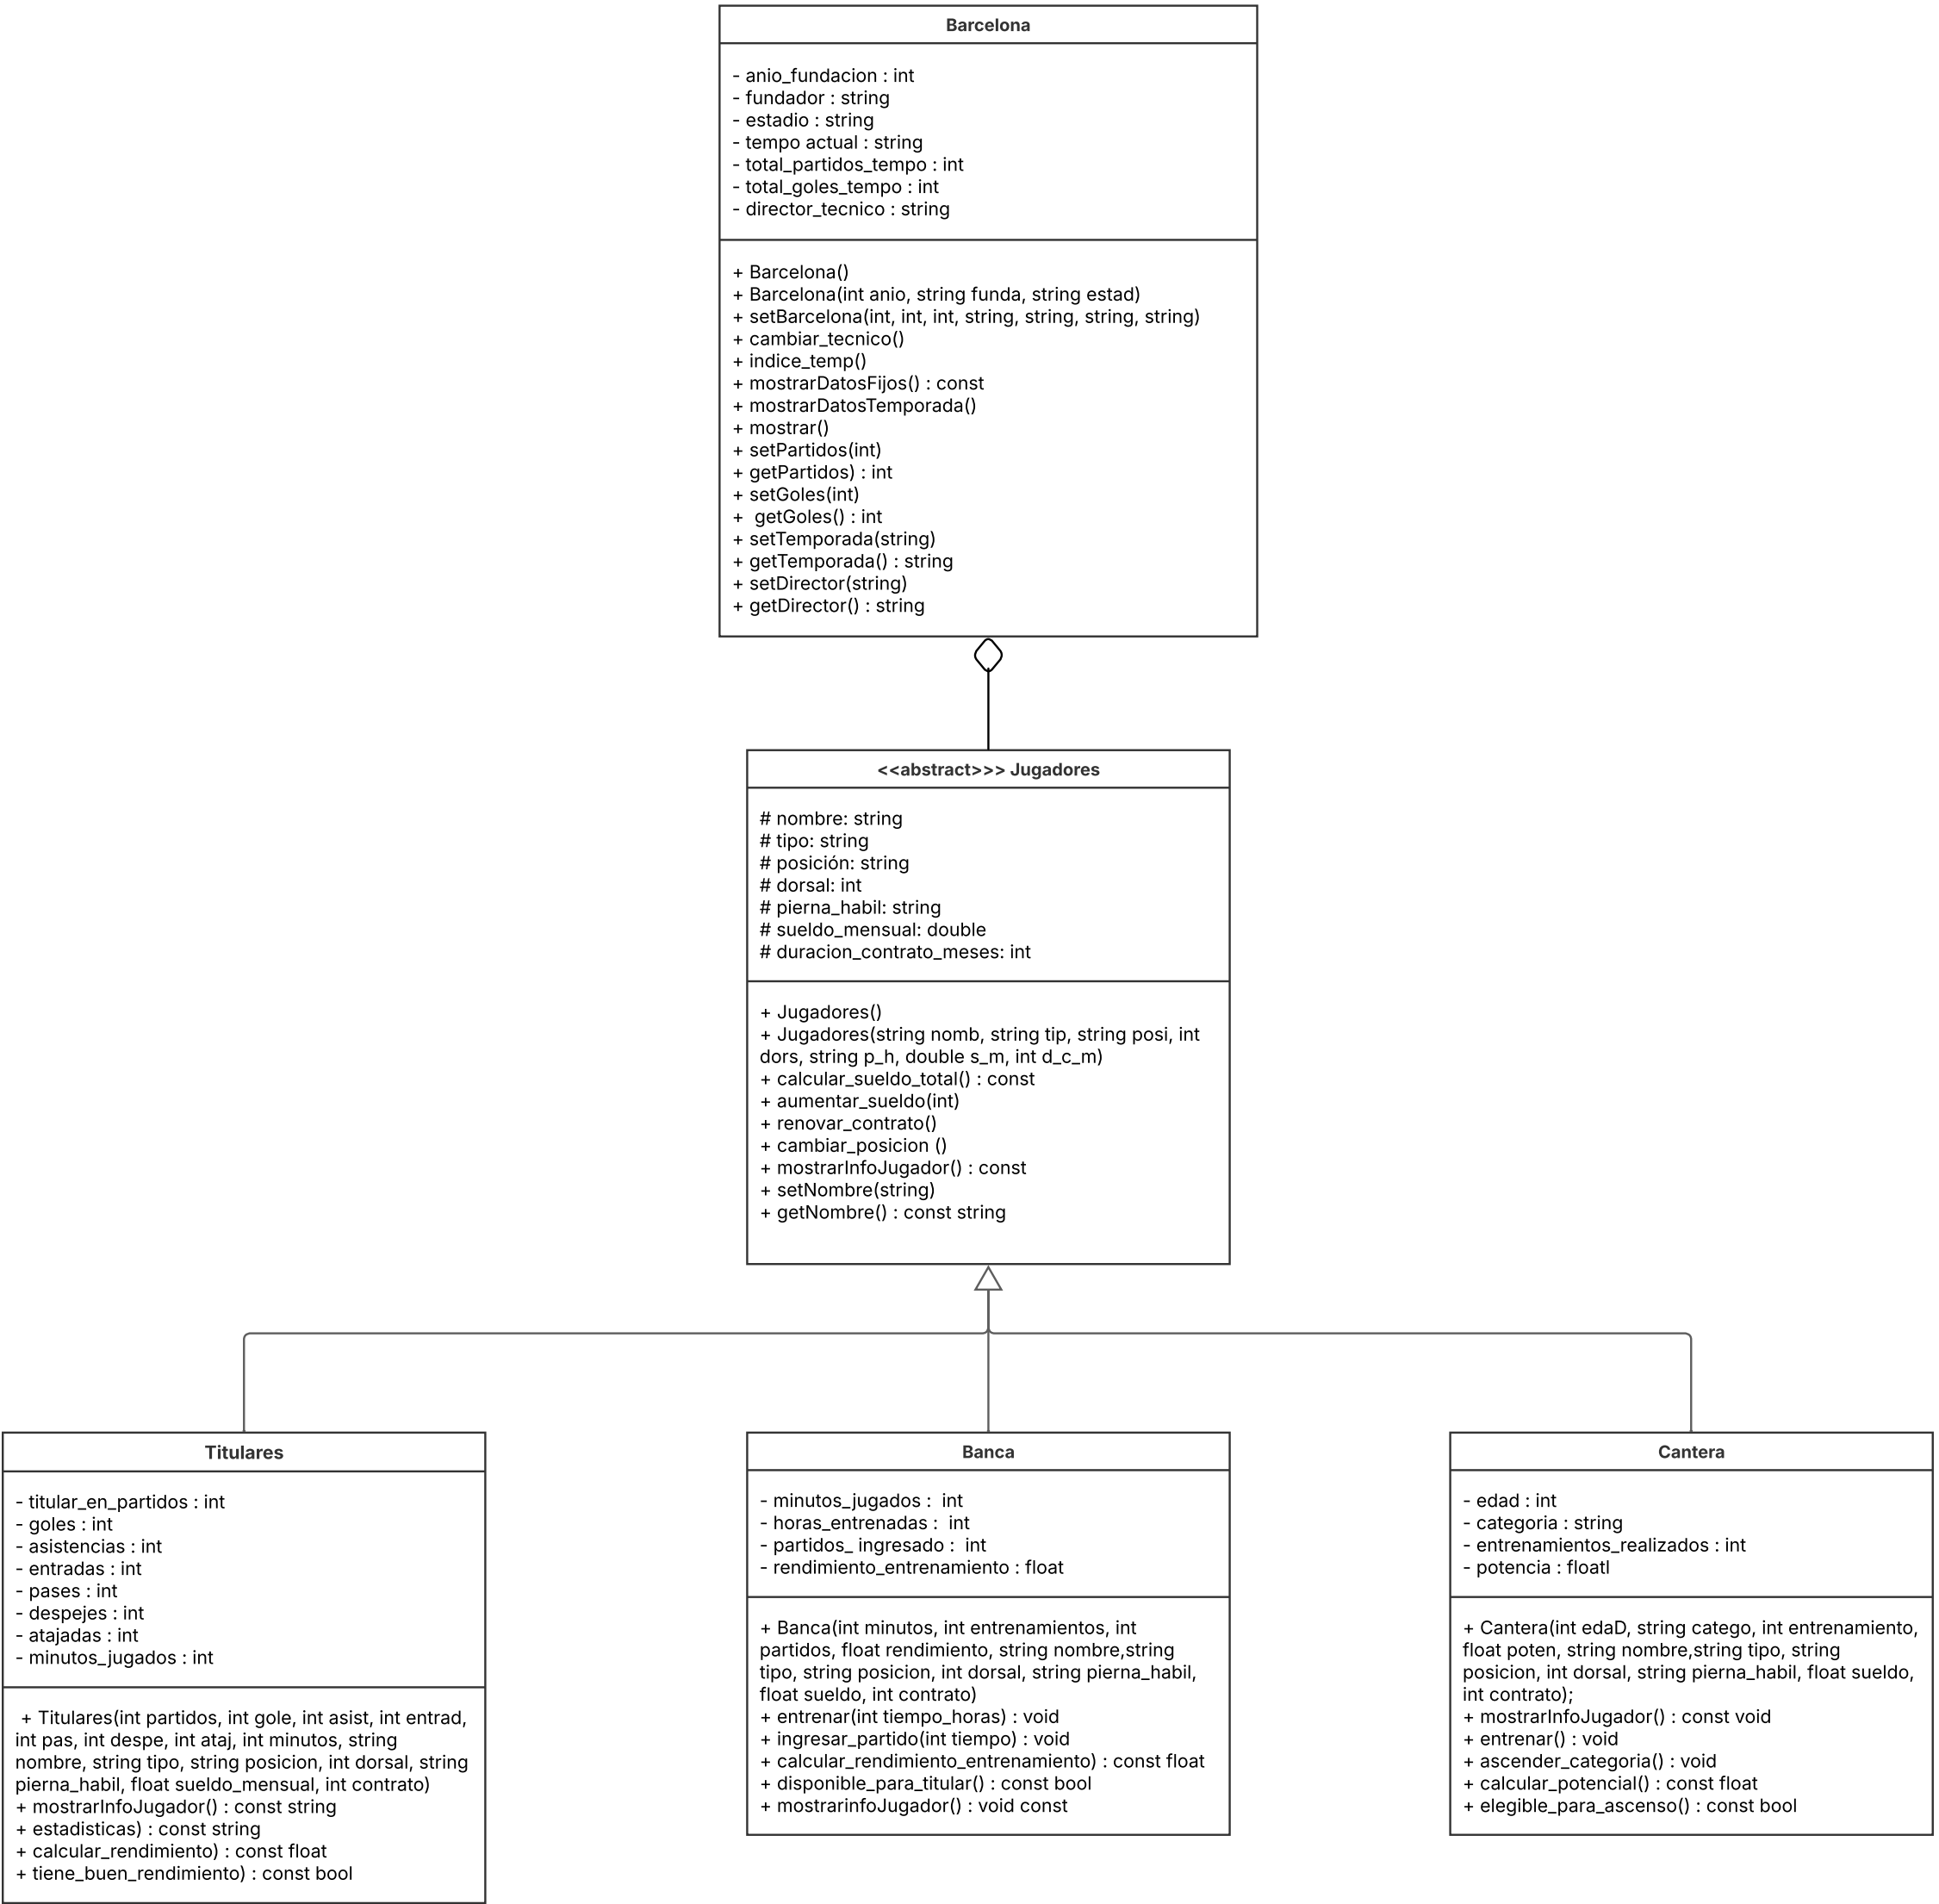 Barcelona
- anio_fundacion : int
- fundador : string
- estadio : string
- tempo actual : string
- total_partidos_tempo : int
- total_goles_tempo : int
- director_tecnico : string
+ Barcelona()
+ Barcelona(int anio, string funda, string estad)
+ setBarcelona(int, int, int, string, string, string, string)
+ cambiar_tecnico()
+ indice_temp()
+ mostrarDatosFijos() : const
+ mostrarDatosTemporada()
+ mostrar()
+ setPartidos(int)
+ getPartidos) : int
+ setGoles(int)
+  getGoles() : int
+ setTemporada(string)
+ getTemporada() : string
+ setDirector(string)
+ getDirector() : string
<<abstract>>> Jugadores
# nombre: string
# tipo: string
# posición: string
# dorsal: int
# pierna_habil: string
# sueldo_mensual: double
# duracion_contrato_meses: int
+ Jugadores()
+ Jugadores(string nomb, string tip, string posi, int
dors, string p_h, double s_m, int d_c_m)
+ calcular_sueldo_total() : const
+ aumentar_sueldo(int)
+ renovar_contrato()
+ cambiar_posicion ()
+ mostrarInfoJugador() : const
+ setNombre(string)
+ getNombre() : const string
Titulares
- titular_en_partidos : int
- goles : int
- asistencias : int
- entradas : int
- pases : int
- despejes : int
- atajadas : int
- minutos_jugados : int
+ Titulares(int partidos, int gole, int asist, int entrad,
int pas, int despe, int ataj, int minutos, string
nombre, string tipo, string posicion, int dorsal, string
pierna_habil, float sueldo_mensual, int contrato)
+ mostrarInfoJugador() : const string
+ estadisticas) : const string
+ calcular_rendimiento) : const float
+ tiene_buen_rendimiento) : const bool
Banca
- minutos_jugados :  int
- horas_entrenadas :  int
- partidos_ ingresado :  int
- rendimiento_entrenamiento : float
+ Banca(int minutos, int entrenamientos, int
partidos, float rendimiento, string nombre,string
tipo, string posicion, int dorsal, string pierna_habil,
float sueldo, int contrato)
+ entrenar(int tiempo_horas) : void
+ ingresar_partido(int tiempo) : void
+ calcular_rendimiento_entrenamiento) : const float
+ disponible_para_titular() : const bool
+ mostrarinfoJugador() : void const
Cantera
- edad : int
- categoria : string
- entrenamientos_realizados : int
- potencia : floatl
+ Cantera(int edaD, string catego, int entrenamiento,
float poten, string nombre,string tipo, string
posicion, int dorsal, string pierna_habil, float sueldo,
int contrato);
+ mostrarInfoJugador() : const void
+ entrenar() : void
+ ascender_categoria() : void
+ calcular_potencial() : const float
+ elegible_para_ascenso() : const bool